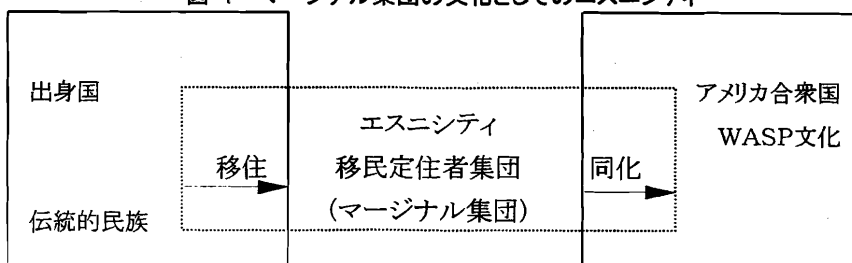 出身国
伝統的民族
移住
エスニシティ
移民定住者集団
(マージナル集団)
同化
アメリカ合衆国
WASP文化